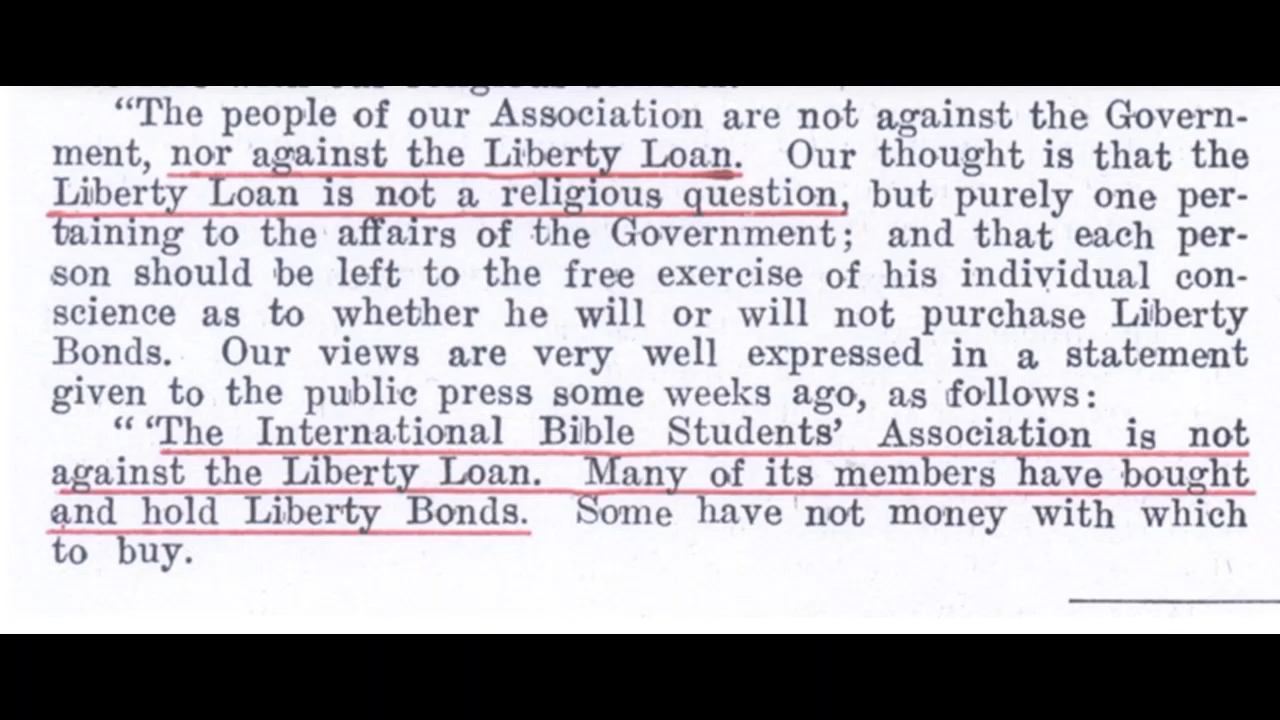 “The people of our Association are not against the Govern-
ment, nor against the Liberty Loan. Our thought is that the
Liberty Loan is not a religious question, but purely one per-
taining to the affairs of the Government; and that each per-
son should be left to the free exercise of his individual con-
science as to whether he will or will not purchase Liberty
Bonds. Our views are very well expressed in a statement
given to the public press some weeks ago, as follows:
“ ‘The International Bible Students’ Association is not
against the Liberty Loan. Many of its members have bought
and hold Liberty Bonds. Some have not money with which
to buy.